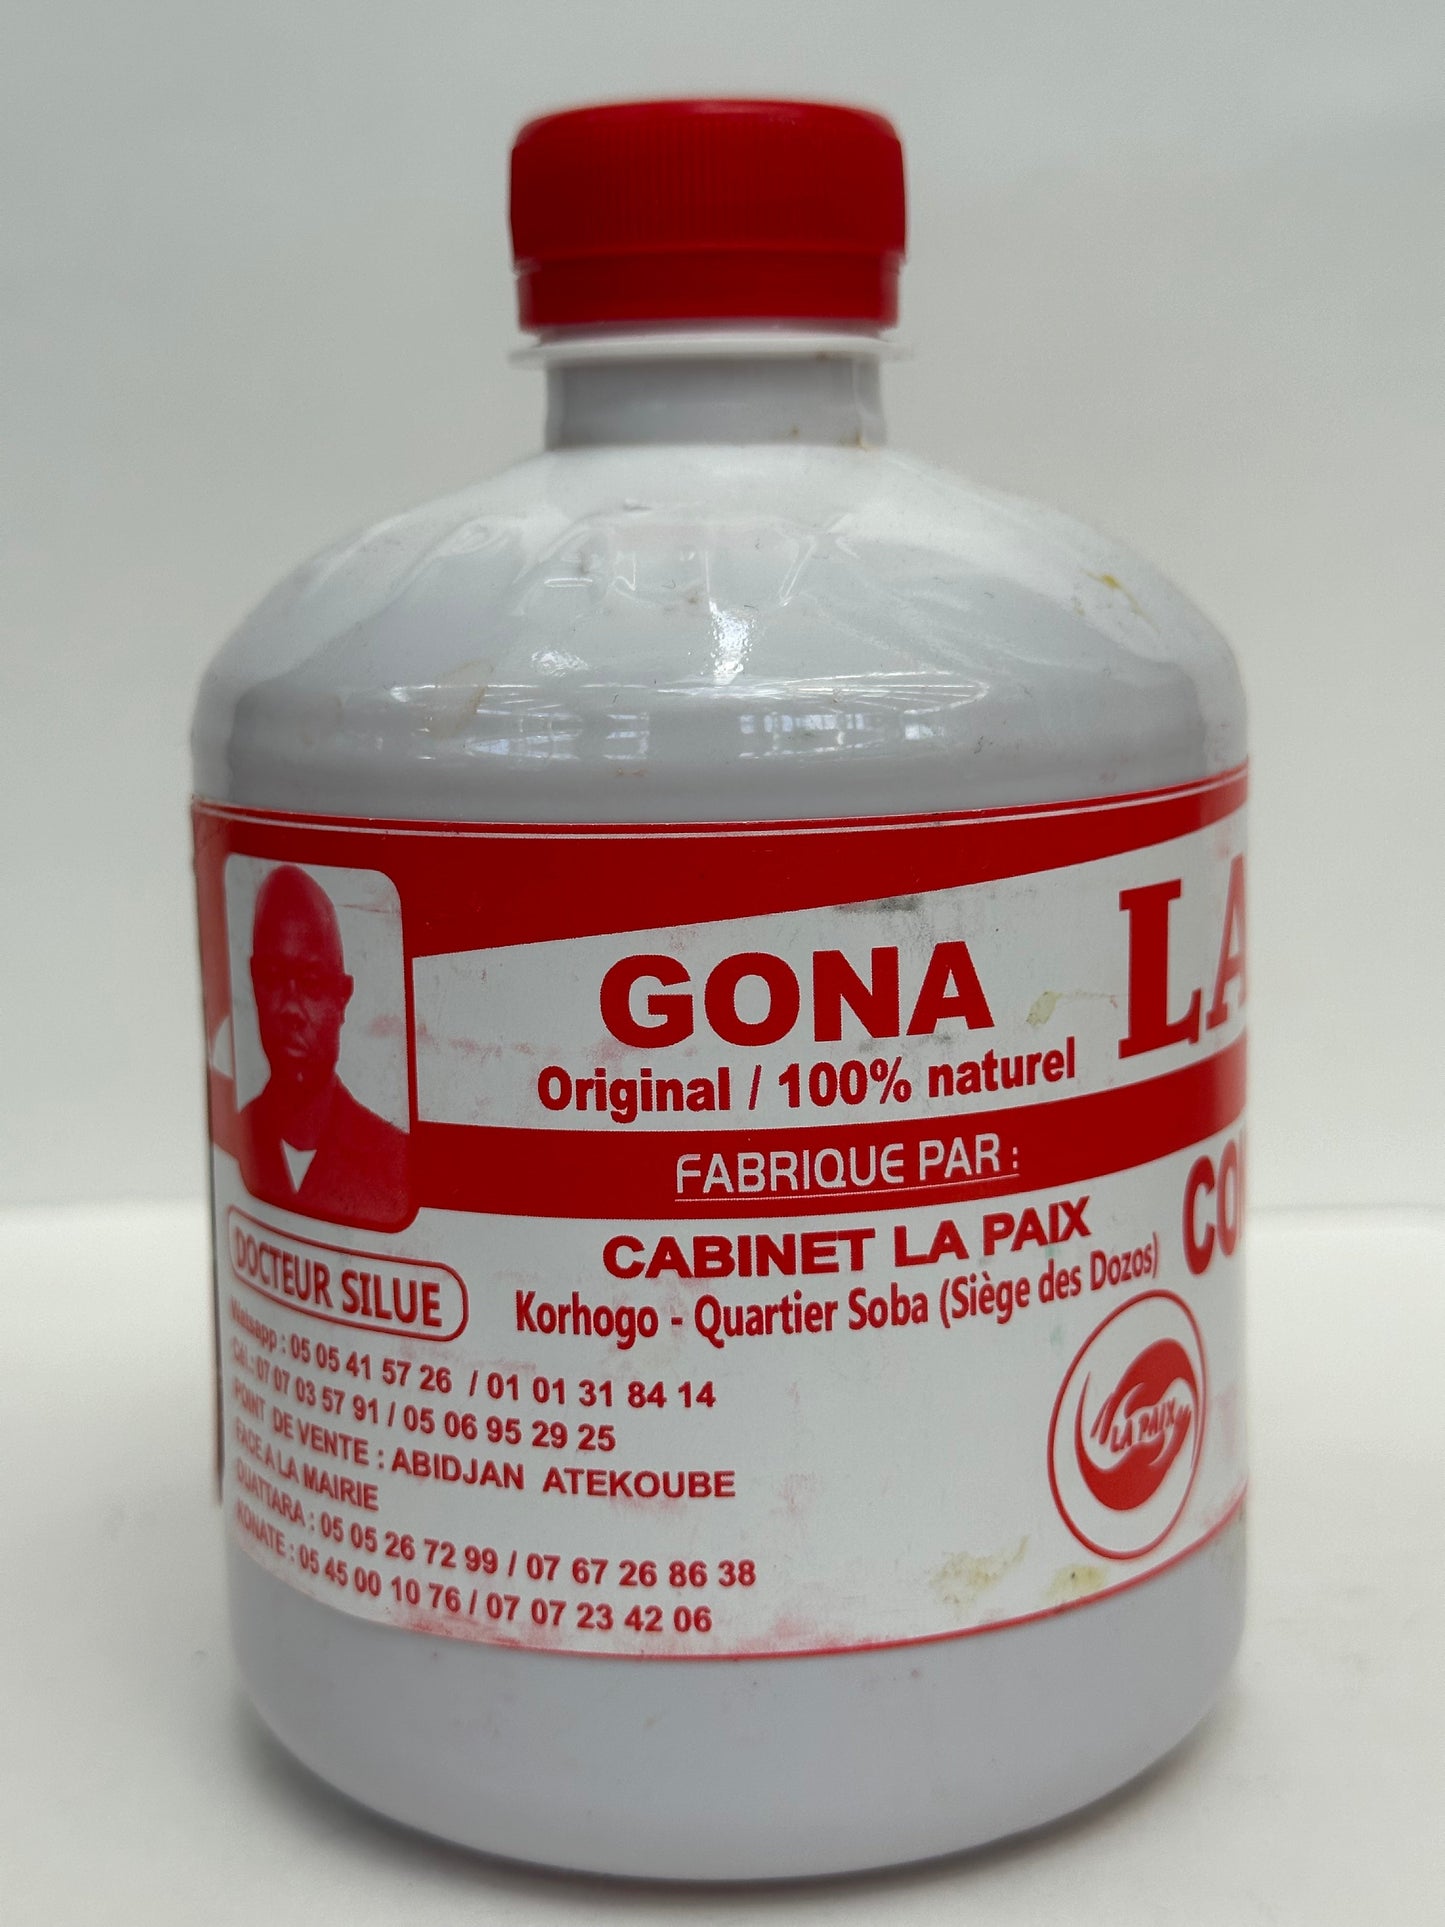 GONA
Original / 100% naturel
LA
FABRIQUE PAR :
CABINET LA PAIX
Korhogo - Quartier Soba (Siège des Dozos)
DOCTEUR SILUE
Watsapp : 05 05 41 57 26 / 01 01 31 84 14
Cél.: 07 07 03 57 91 / 05 06 95 29 25
POINT DE VENTE : ABIDJAN ATEKOUBE
FACE A LA MAIRIE
OUATTARA : 05 05 26 72 99 / 07 67 26 86 38
KONATE : 05 45 00 10 76 / 07 07 23 42 06
LA PAIX